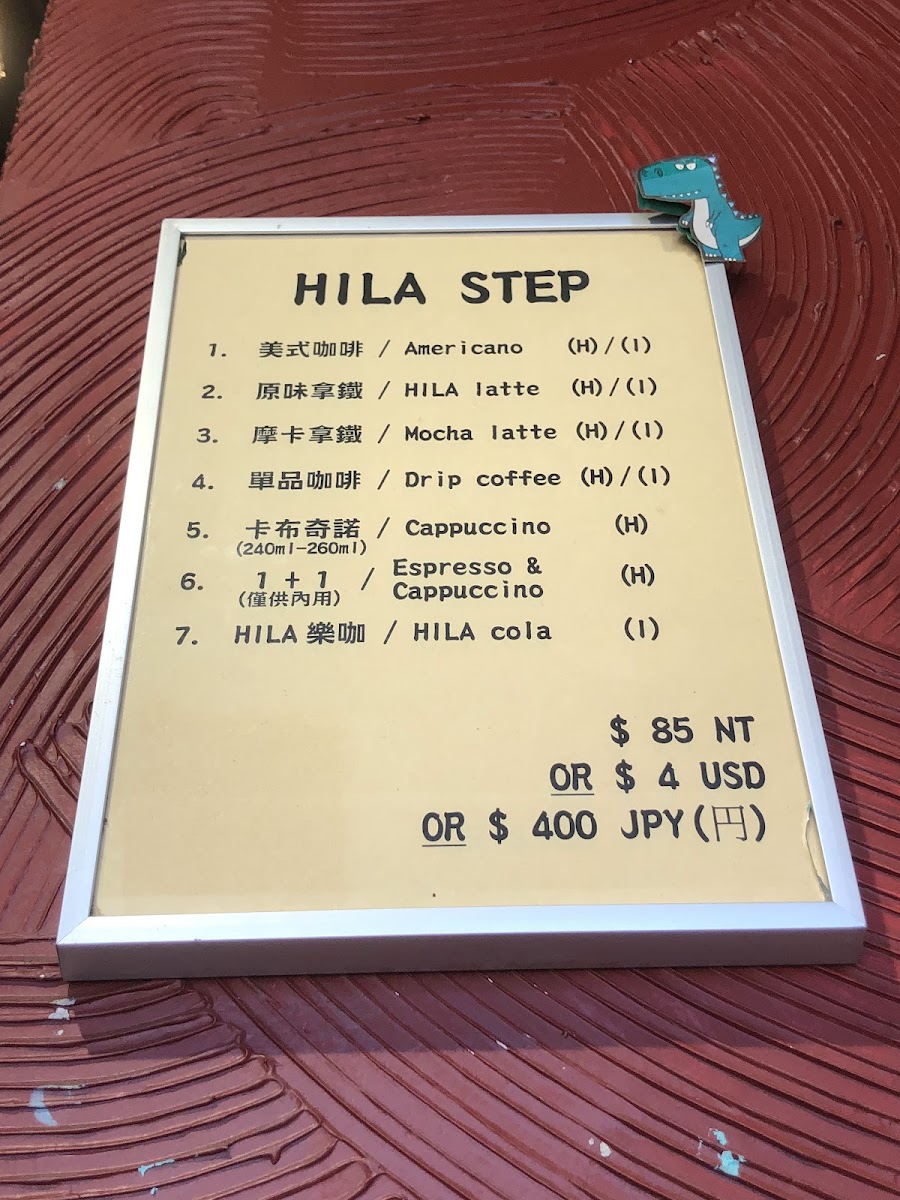 HILA STEP
1. 美式咖啡 / Americano (H)/(I)
2. 原味拿鐵 / HILA latte (H)/(I)
3. 摩卡拿鐵 / Mocha latte (H)/(I)
4. 單品咖啡 / Drip coffee (H)/(I)
5. 卡布奇諾 / Cappuccino (H)
(240ml-260ml)
6. 1 + 1 / Espresso & Cappuccino (H)
(僅供內用)
7. HILA 樂咖 / HILA cola (I)
$ 85 NT
OR $ 4 USD
OR $ 400 JPY(円)